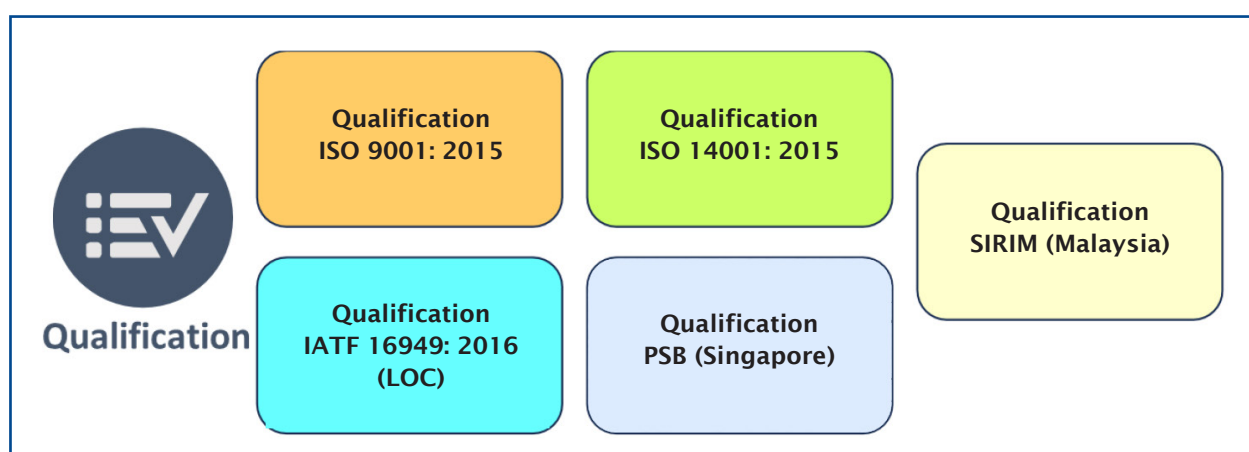 Qualification
Qualification
ISO 9001: 2015
Qualification
ISO 14001: 2015
Qualification
IATF 16949: 2016
(LOC)
Qualification
PSB (Singapore)
Qualification
SIRIM (Malaysia)